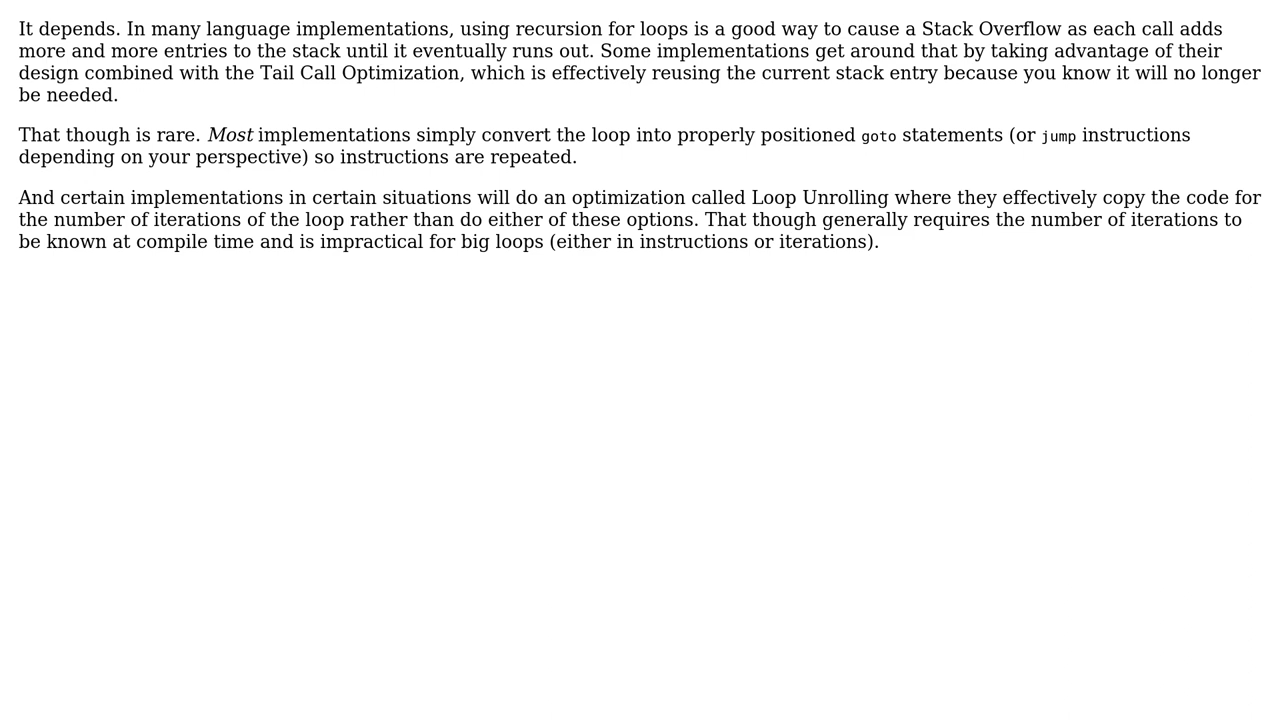 It depends. In many language implementations, using recursion for loops is a good way to cause a Stack Overflow as each call adds
more and more entries to the stack until it eventually runs out. Some implementations get around that by taking advantage of their
design combined with the Tail Call Optimization, which is effectively reusing the current stack entry because you know it will no longer
be needed.
That though is rare. Most implementations simply convert the loop into properly positioned goto statements (or jump instructions
depending on your perspective) so instructions are repeated.
And certain implementations in certain situations will do an optimization called Loop Unrolling where they effectively copy the code for
the number of iterations of the loop rather than do either of these options. That though generally requires the number of iterations to
be known at compile time and is impractical for big loops (either in instructions or iterations).